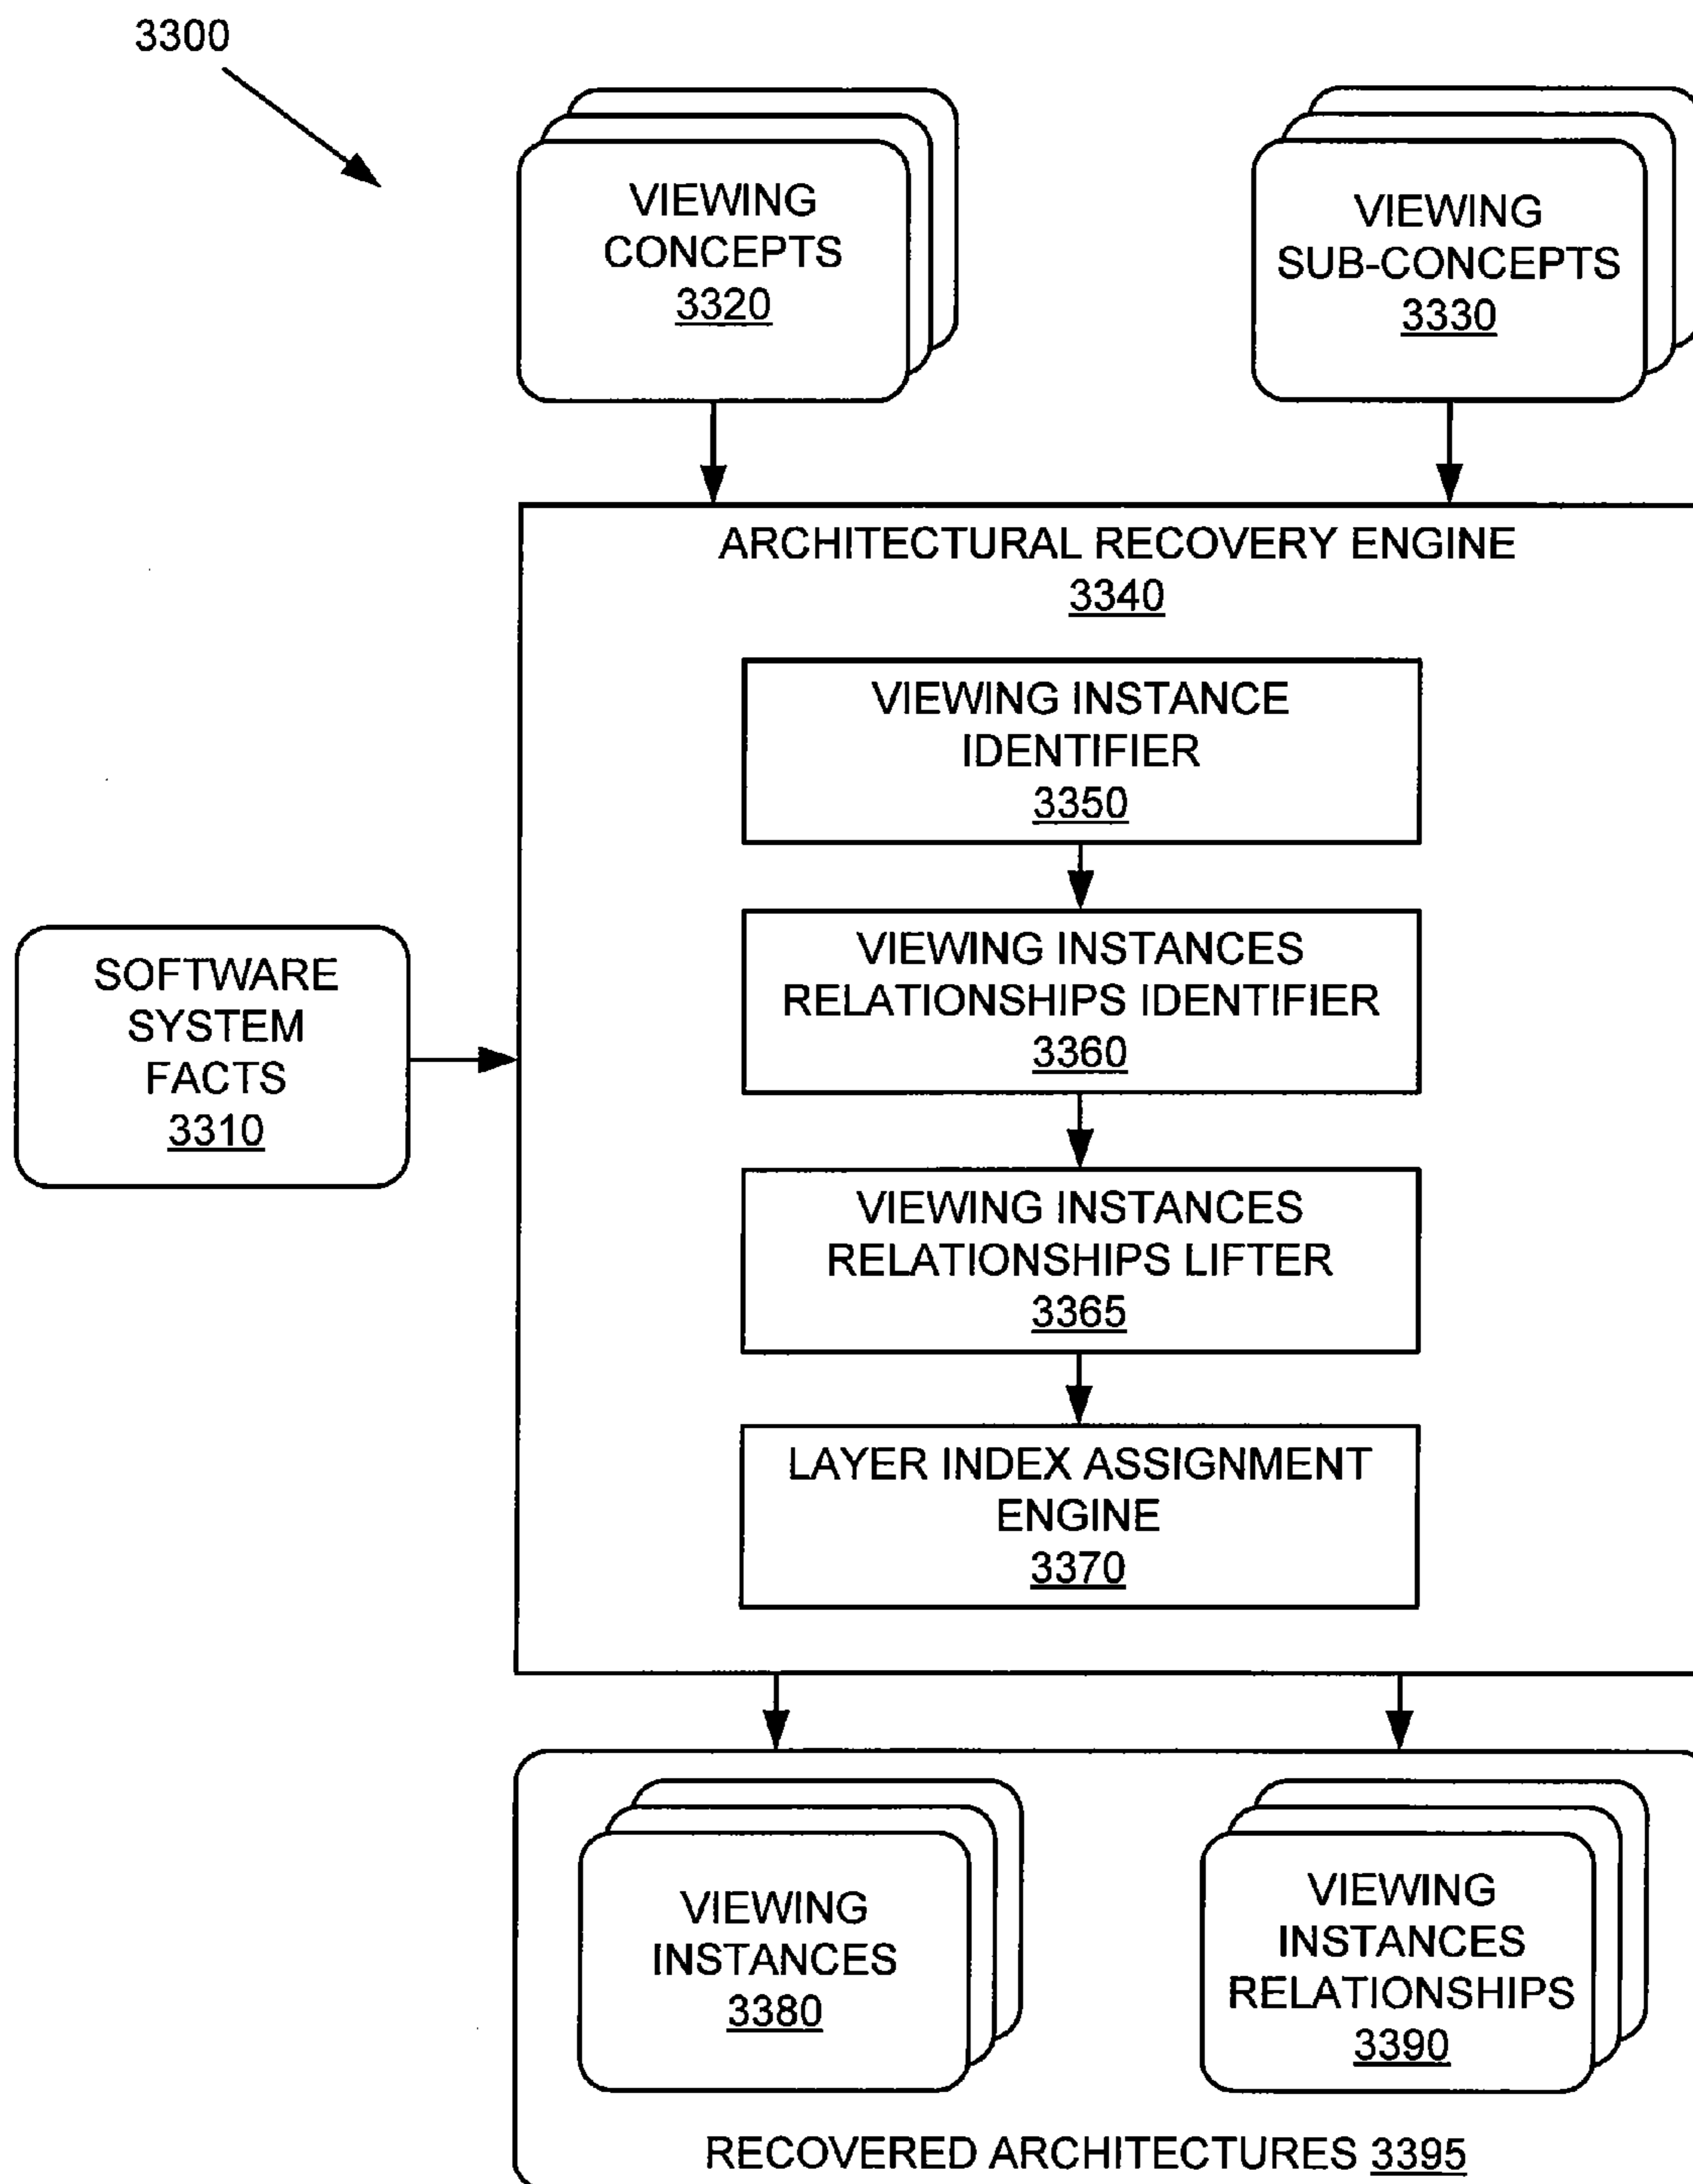 3300
VIEWING
CONCEPTS
3320
VIEWING
SUB-CONCEPTS
3330
ARCHITECTURAL RECOVERY ENGINE
3340
VIEWING INSTANCE
IDENTIFIER
3350
VIEWING INSTANCES
RELATIONSHIPS IDENTIFIER
3360
SOFTWARE
SYSTEM
FACTS
3310
VIEWING INSTANCES
RELATIONSHIPS LIFTER
3365
LAYER INDEX ASSIGNMENT
ENGINE
3370
VIEWING
INSTANCES
3380
VIEWING
INSTANCES
RELATIONSHIPS
3390
RECOVERED ARCHITECTURES 3395